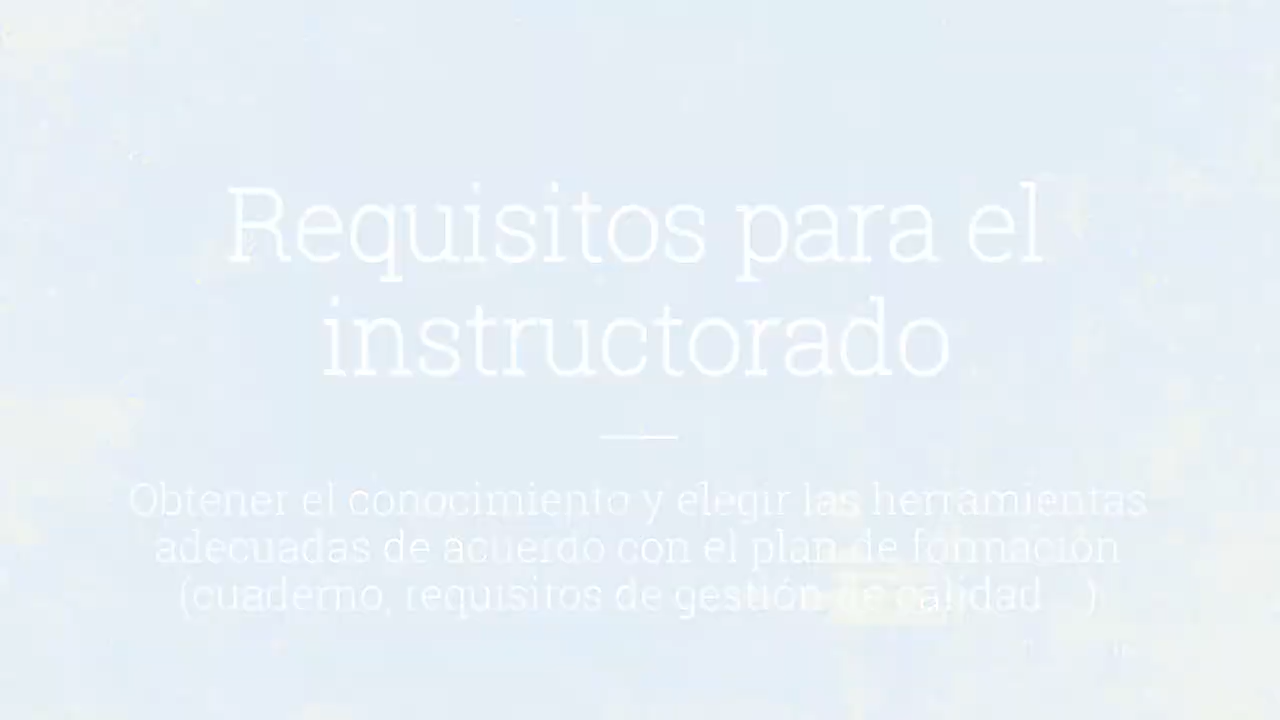 Requisitos para el
instructorado
Obtener el conocimiento y elegir las herramientas
adecuadas de acuerdo con el plan de formación
(cuaderno, requisitos de gestión de calidad...)